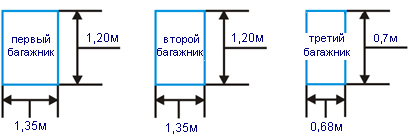 первый
багажник
1,20м
1,35м
второй
багажник
1,20м
1,35м
третий
багажник
0,7м
0,68м